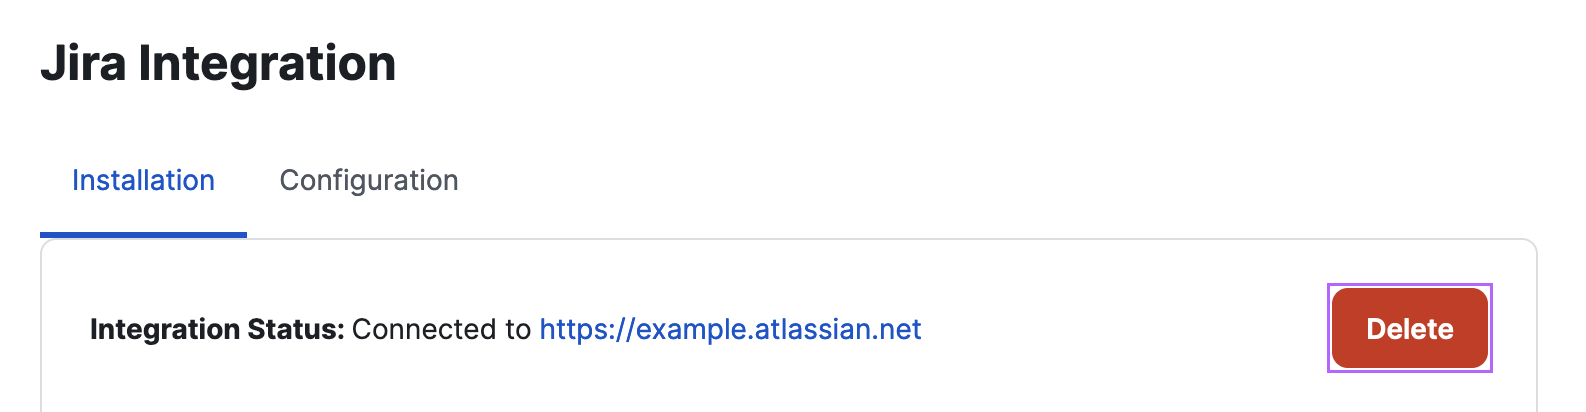 Jira Integration
Installation Configuration
Integration Status: Connected to https://example.atlassian.net Delete